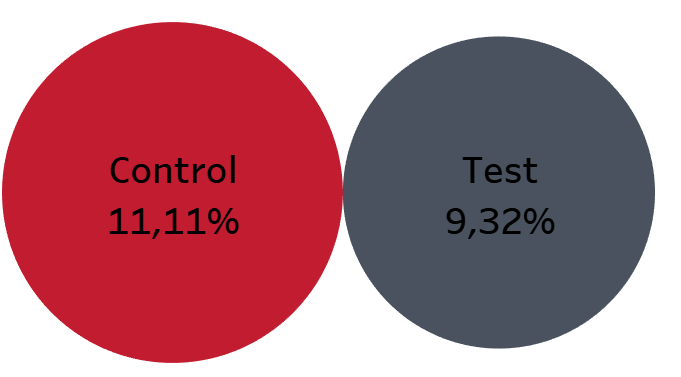 Control
11,11%
Test
9,32%